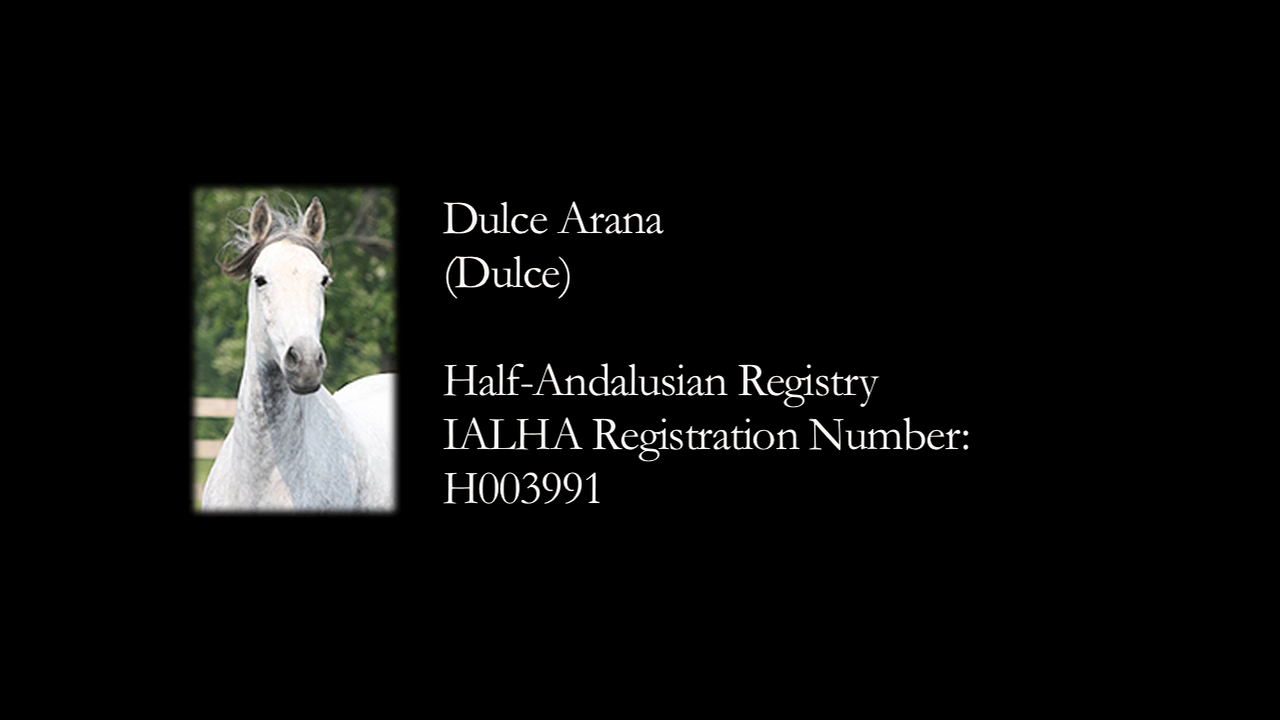 Dulce Arana
(Dulce)
Half-Andalusian Registry
IALHA Registration Number:
H003991